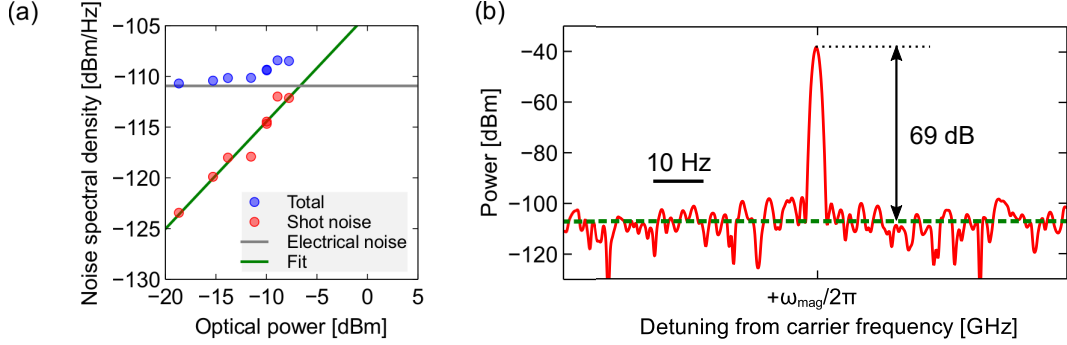 (a)
Noise spectral density [dBm/Hz]
−105
−110
−115
−120
−125
−130
−20
−15
−10
−5
0
5
Optical power [dBm]
Total
Shot noise
Electrical noise
Fit
(b)
Power [dBm]
−40
−60
−80
−100
−120
10 Hz
69 dB
+ωmag/2π
Detuning from carrier frequency [GHz]